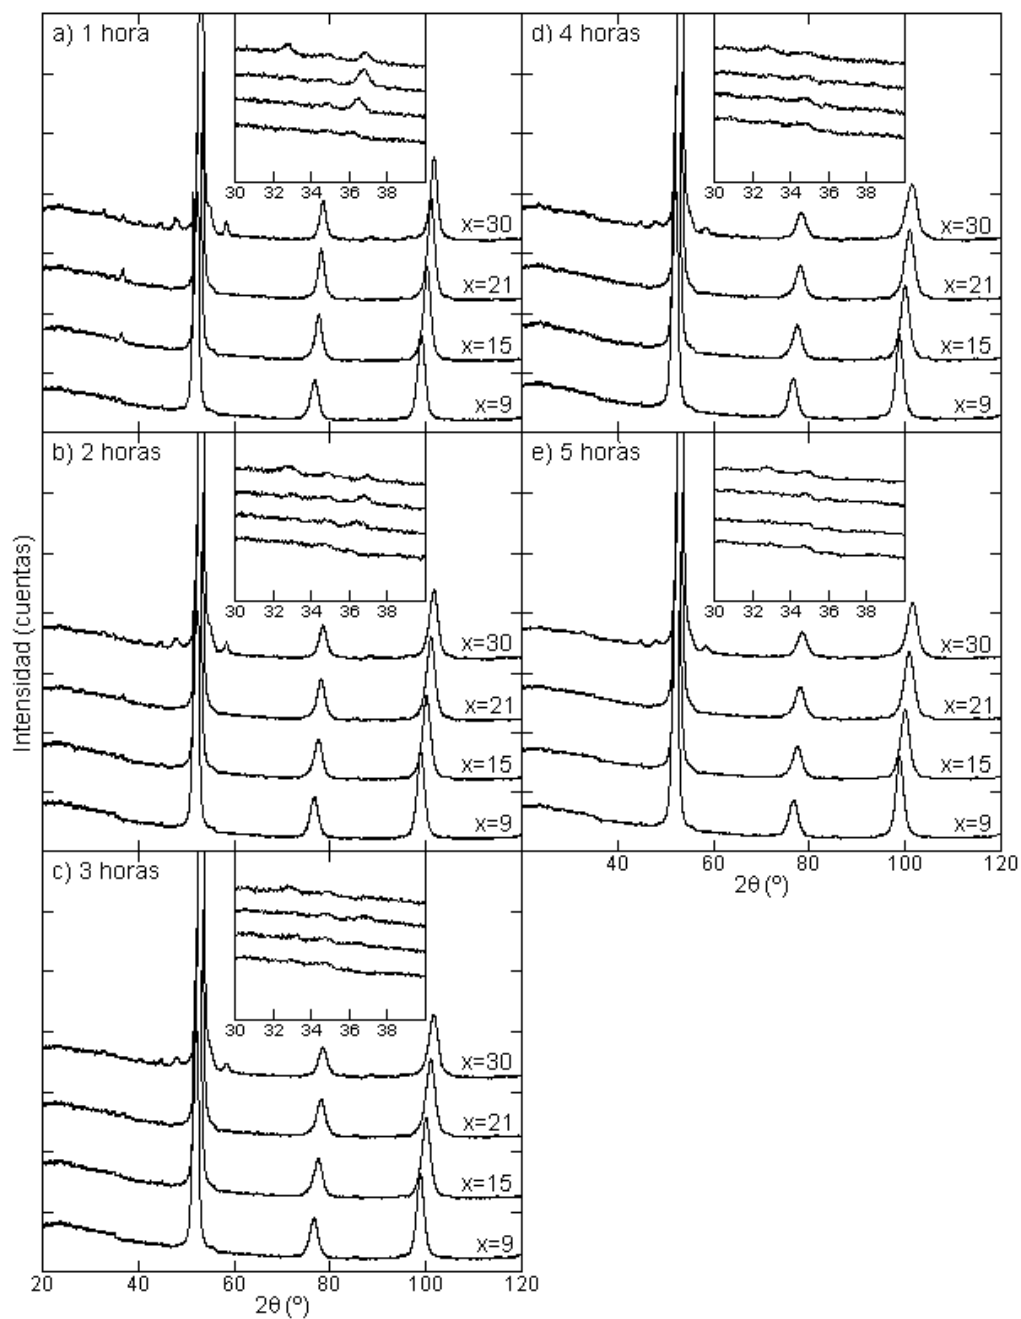 a) 1 hora
30 32 34 36 38
x=30
x=21
x=15
x=9
d) 4 horas
30 32 34 36 38
x=30
x=21
x=15
x=9
b) 2 horas
30 32 34 36 38
x=30
x=21
x=15
x=9
e) 5 horas
30 32 34 36 38
x=30
x=21
x=15
x=9
40 60 80 100 120
2θ (º)
c) 3 horas
30 32 34 36 38
x=30
x=21
x=15
x=9
20 40 60 80 100 120
2θ (º)
Intensidad (cuentas)